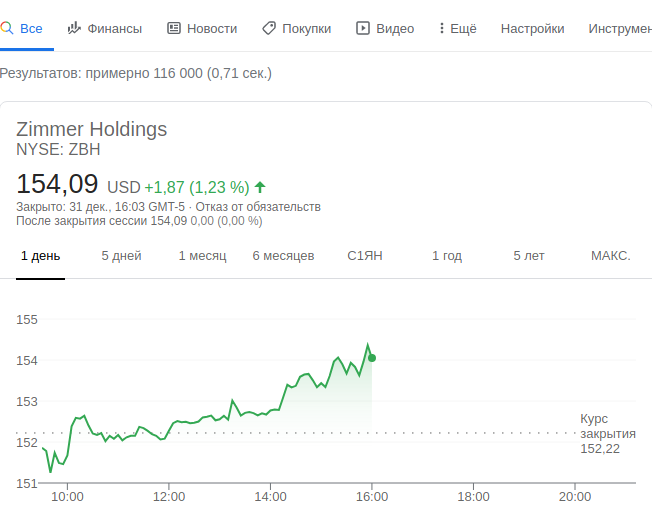 Все Финансы Новости Покупки Видео Ещё Настройки Инструмен
Результатов: примерно 116 000 (0,71 сек.)
Zimmer Holdings
NYSE: ZBH
154,09 USD +1,87 (1,23 %)
Закрыто: 31 дек., 16:03 GMT-5 · Отказ от обязательств
После закрытия сессии 154,09 0,00 (0,00 %)
1 день 5 дней 1 месяц 6 месяцев С1ЯН 1 год 5 лет МАКС.
155
154
153
152
151
Курс
закрытия
152,22
10:00 12:00 14:00 16:00 18:00 20:00